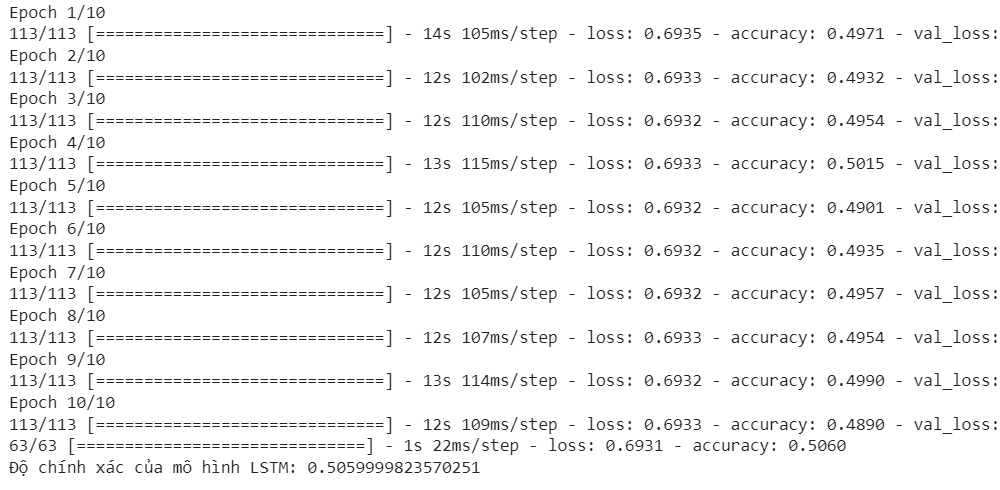 Epoch 1/10
113/113 [==============================] - 14s 105ms/step - loss: 0.6935 - accuracy: 0.4971 - val_loss:
Epoch 2/10
113/113 [==============================] - 12s 102ms/step - loss: 0.6933 - accuracy: 0.4932 - val_loss:
Epoch 3/10
113/113 [==============================] - 12s 110ms/step - loss: 0.6932 - accuracy: 0.4954 - val_loss:
Epoch 4/10
113/113 [==============================] - 13s 115ms/step - loss: 0.6933 - accuracy: 0.5015 - val_loss:
Epoch 5/10
113/113 [==============================] - 12s 105ms/step - loss: 0.6932 - accuracy: 0.4901 - val_loss:
Epoch 6/10
113/113 [==============================] - 12s 110ms/step - loss: 0.6932 - accuracy: 0.4935 - val_loss:
Epoch 7/10
113/113 [==============================] - 12s 105ms/step - loss: 0.6932 - accuracy: 0.4957 - val_loss:
Epoch 8/10
113/113 [==============================] - 12s 107ms/step - loss: 0.6933 - accuracy: 0.4954 - val_loss:
Epoch 9/10
113/113 [==============================] - 13s 114ms/step - loss: 0.6932 - accuracy: 0.4990 - val_loss:
Epoch 10/10
113/113 [==============================] - 12s 109ms/step - loss: 0.6933 - accuracy: 0.4890 - val_loss:
63/63 [==============================] - 1s 22ms/step - loss: 0.6931 - accuracy: 0.5060
Độ chính xác của mô hình LSTM: 0.5059999823570251